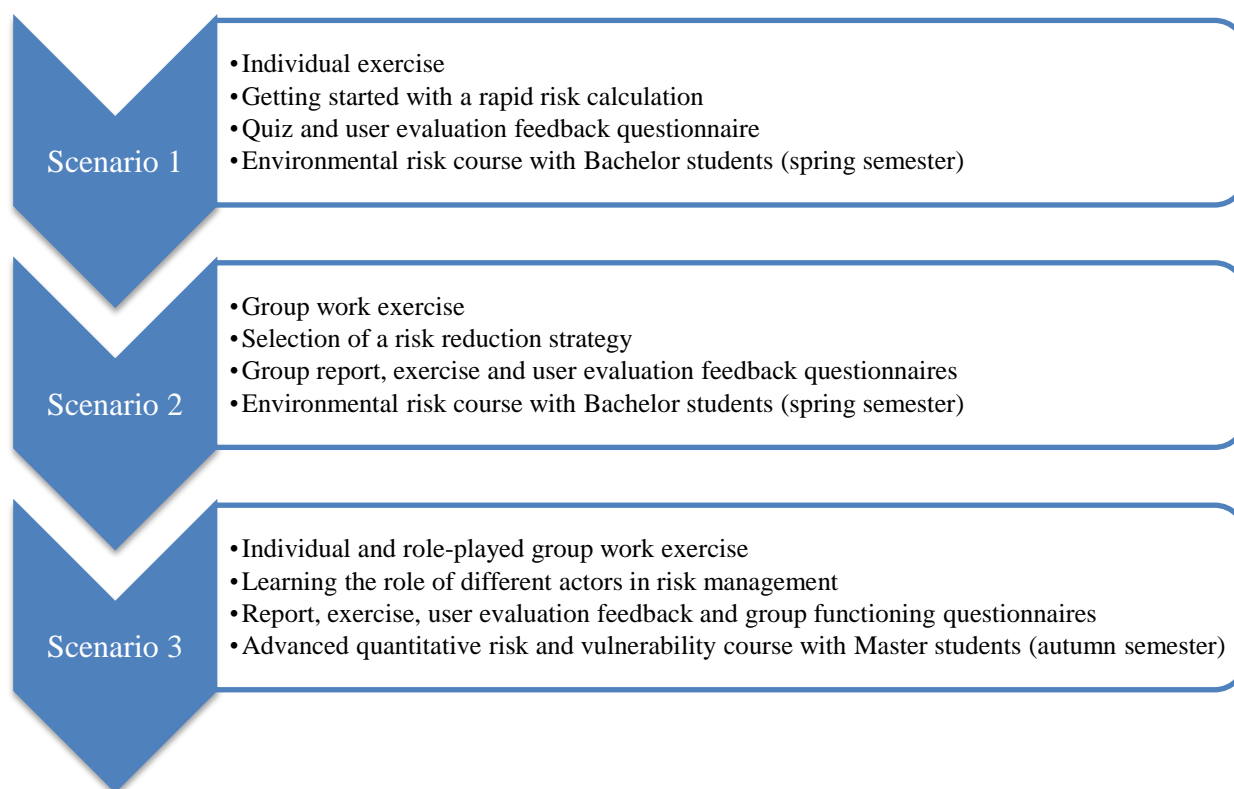 Scenario 1
•Individual exercise
•Getting started with a rapid risk calculation
•Quiz and user evaluation feedback questionnaire
•Environmental risk course with Bachelor students (spring semester)
Scenario 2
•Group work exercise
•Selection of a risk reduction strategy
•Group report, exercise and user evaluation feedback questionnaires
•Environmental risk course with Bachelor students (spring semester)
Scenario 3
•Individual and role-played group work exercise
•Learning the role of different actors in risk management
•Report, exercise, user evaluation feedback and group functioning questionnaires
•Advanced quantitative risk and vulnerability course with Master students (autumn semester)